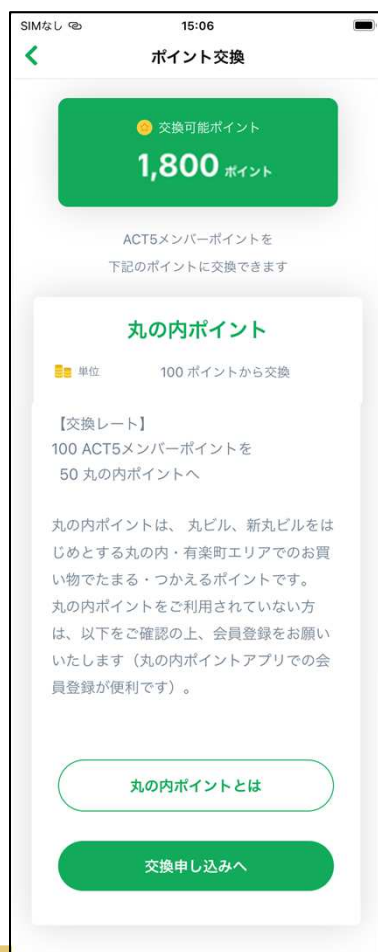 SIMなし
15:06
ポイント交換
交換可能ポイント
1,800 ポイント
ACT5メンバーポイントを
下記のポイントに交換できます
丸の内ポイント
単位 100 ポイントから交換
【交換レート】
100 ACT5メンバーポイントを
50 丸の内ポイントへ
丸の内ポイントは、 丸ビル、新丸ビルをは
じめとする丸の内・有楽町エリアでのお買
い物でたまる・つかえるポイントです。
丸の内ポイントをご利用されていない方
は、以下をご確認の上、会員登録をお願い
いたします（丸の内ポイントアプリでの会
員登録が便利です）。
丸の内ポイントとは
交換申し込みへ